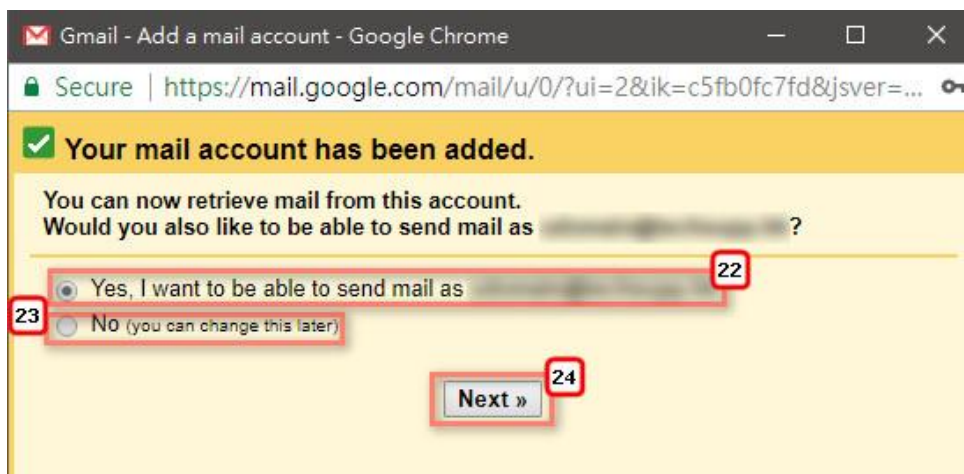 Gmail - Add a mail account - Google Chrome
Secure | https://mail.google.com/mail/u/0/?ui=2&ik=c5fb0fc7fd&jsver=...
Your mail account has been added.
You can now retrieve mail from this account.
Would you also like to be able to send mail as ?
22
Yes, I want to be able to send mail as
23
No (you can change this later)
24
Next »